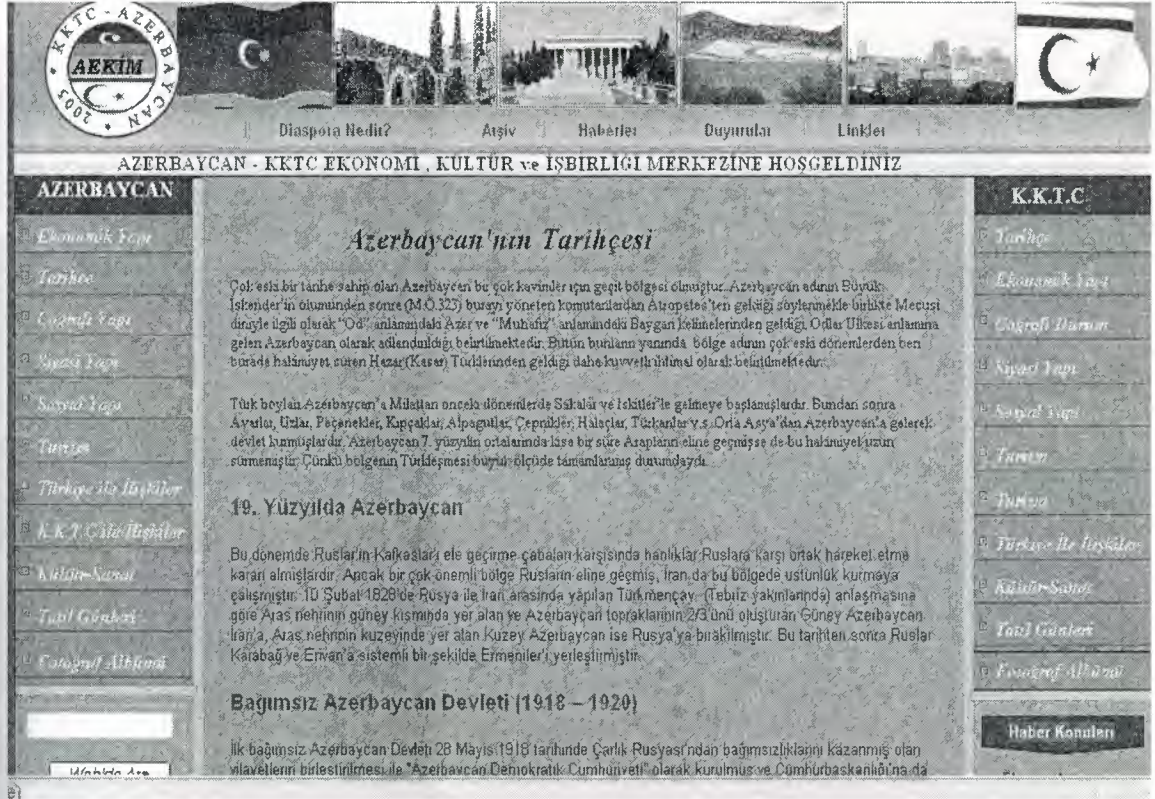 KKTC - AZERBAYCAN
AEKİM
2003
Diaspora Nedir?
Arşiv
Haberler
Duyurular
Linkler
AZERBAYCAN - KKTC EKONOMI , KÜLTÜR ve İŞBİRLİĞİ MERKEZİNE HOŞGELDİNİZ
AZERBAYCAN
Ekonomik Yapı
Tarihçe
Coğrafi Yapı
Siyasi Yapı
Sosyal Yapı
Turizm
Türkiye ile İlişkiler
K.K.T.C ile İlişkiler
Kültür-Sanat
Tatil Günleri
Fotoğraf Albümü
Azerbaycan'nın Tarihçesi
Çok eski bir tarihe sahip olan Azerbaycan bir çok kavimler için geçit bölgesi olmuştur. Azerbaycan adının Büyük
İskender'in ölümünden sonra (M.Ö.323) burayı yöneten komutanlardan Atropates'ten geldiği söylenmekle birlikte Mecusi
diniyle ilgili olarak "Od" anlamındaki Azer ve "Muhafız" anlamındaki Baygan kelimelerinden geldiği Odlar Ülkesi anlamına
gelen Azerbaycan olarak adlandırıldığı belirtilmektedir. Bütün bunların yanında, bölge adının çok eski dönemlerden beri
burada hakimiyet süren Hazar (Kasar) Türklerinden geldiği daha kuvvetli ihtimal olarak belirtilmektedir.
Türk boyları Azerbaycan'a Milattan önceki dönemlerde Sakalar ve İskitler'le gelmeye başlamışlardır. Bundan sonra
Avarlar, Uzlar, Peçenekler, Kıpçaklar, Alpagutlar, Çepniler, Halaçlar, Türkanlar v.s. Orta Asya'dan Azerbaycan'a gelerek
devlet kurmuşlardır. Azerbaycan 7. yüzyılın ortalarında kısa bir süre Arapların eline geçmişse de bu hakimiyet uzun
sürmemiştir. Çünkü bölgenin Türkleşmesi büyük ölçüde tamamlanmış durumdaydı.
19. Yüzyılda Azerbaycan
Bu dönemde Ruslar'ın Kafkasları ele geçirme çabaları karşısında hanlıklar Ruslara karşı ortak hareket etme
kararı almışlardır. Ancak bir çok önemli bölge Rusların eline geçmiş, İran da bu bölgede üstünlük kurmaya
çalışmıştır. 10 Şubat 1828'de Rusya ile İran arasında yapılan Türkmençay (Tebriz yakınlarında) anlaşmasına
göre Aras nehrinin güney kısmında yer alan ve Azerbaycan topraklarının 2/3'ünü oluşturan Güney Azerbaycan
İran'a, Aras nehrinin kuzeyinde yer alan Kuzey Azerbaycan ise Rusya'ya bırakılmıştır. Bu tarihten sonra Ruslar
Karabağ ve Erivan'a sistemli bir şekilde Ermeniler'i yerleştirmiştir.
Bağımsız Azerbaycan Devleti (1918 – 1920)
İlk bağımsız Azerbaycan Devleti 28 Mayıs 1918 tarihinde Çarlık Rusyası'ndan bağımsızlıklarını kazanmış olan
vilayetlerin birleştirilmesi ile "Azerbaycan Demokratik Cumhuriyeti" olarak kurulmuş ve Cumhurbaşkanlığı'na da
K.K.T.C
Tarihçe
Ekonomik Yapı
Coğrafi Durum
Siyasi Yapı
Sosyal Yapı
Turizm
Türkiye İle İlişkiler
Kültür-Sanat
Tatil Günleri
Fotoğraf Albümü
Haber Konuları